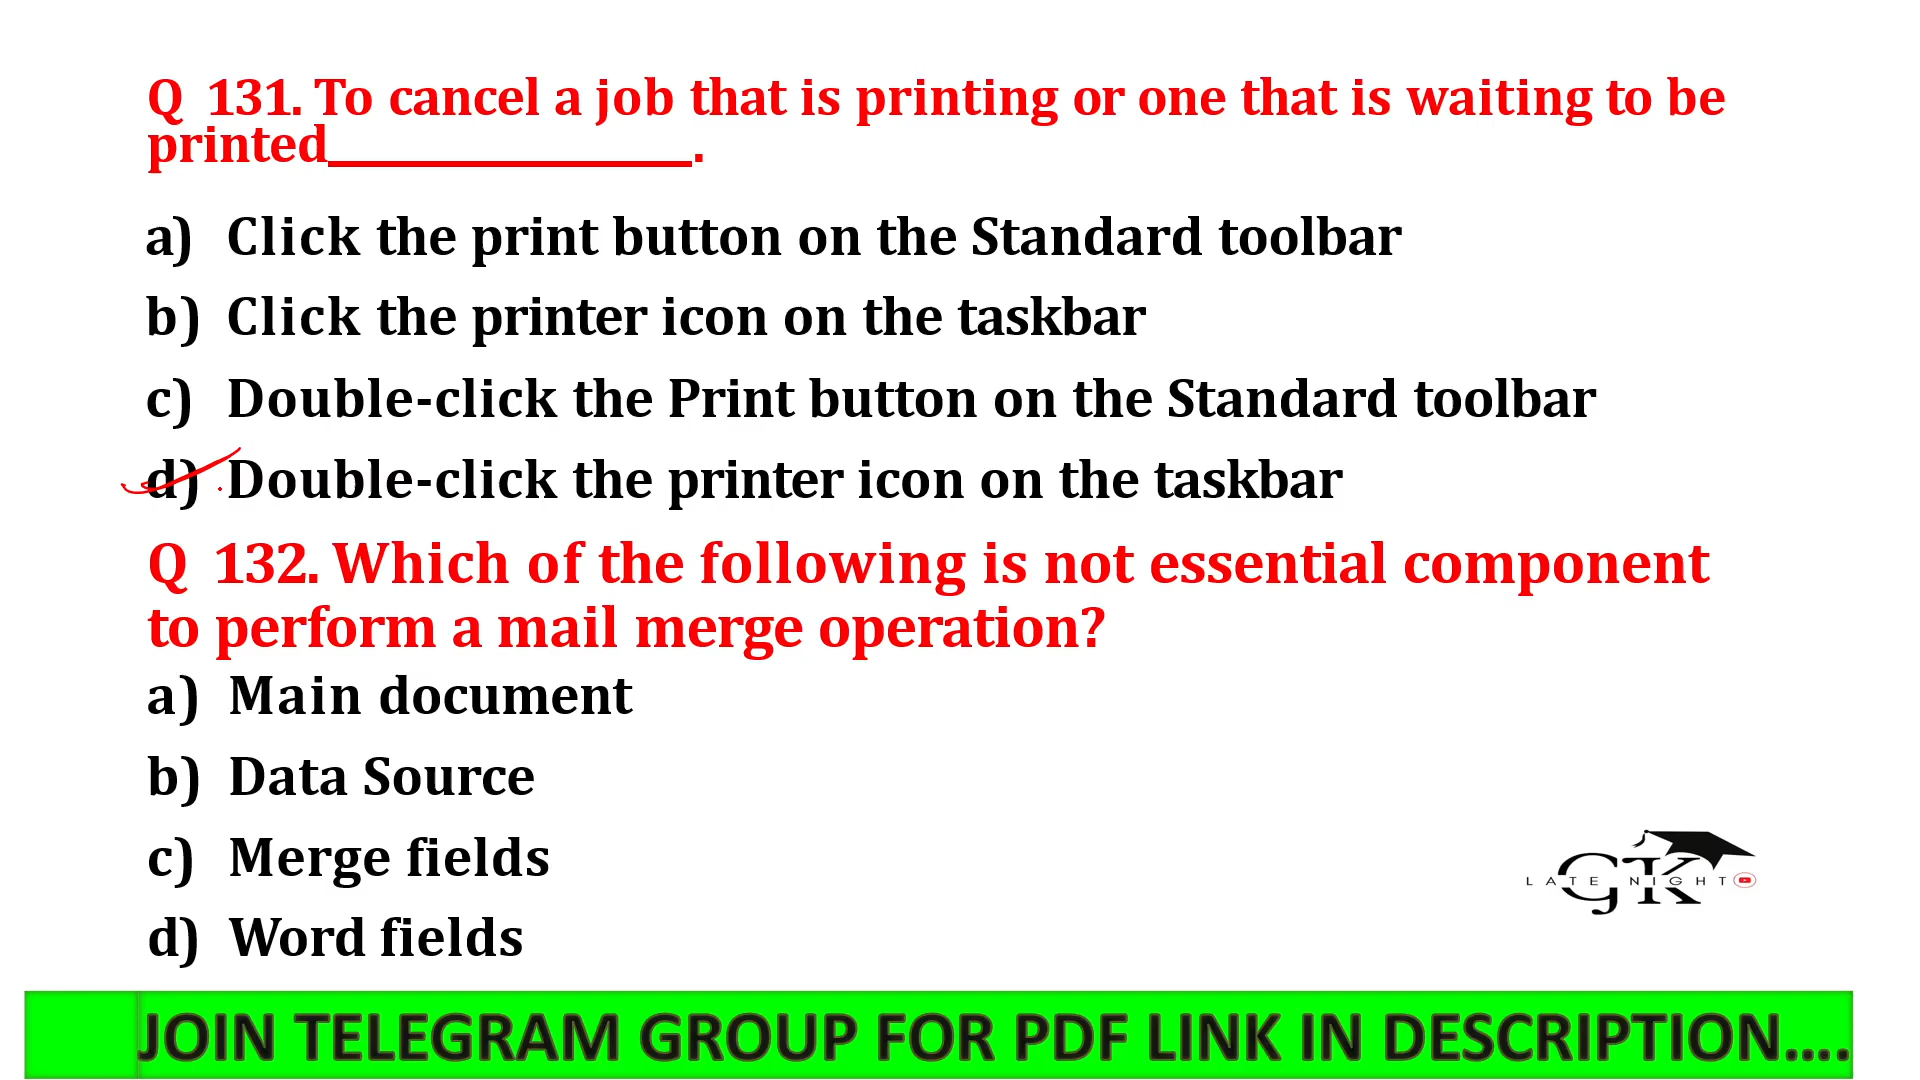 Q 131. To cancel a job that is printing or one that is waiting to be
printed_______________.
a) Click the print button on the Standard toolbar
b) Click the printer icon on the taskbar
c) Double-click the Print button on the Standard toolbar
d) Double-click the printer icon on the taskbar
Q 132. Which of the following is not essential component
to perform a mail merge operation?
a) Main document
b) Data Source
c) Merge fields
d) Word fields
GK
LATE NIGHT
JOIN TELEGRAM GROUP FOR PDF LINK IN DESCRIPTION....